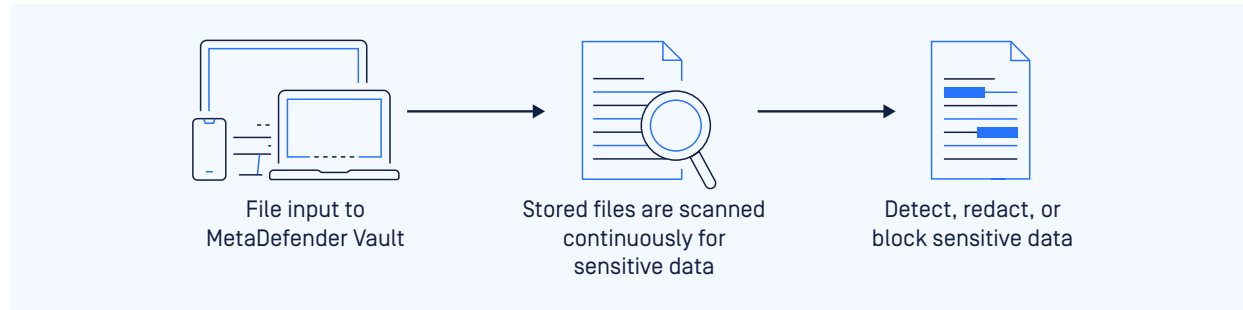 File input to
MetaDefender Vault
Stored files are scanned
continuously for
sensitive data
Detect, redact, or
block sensitive data